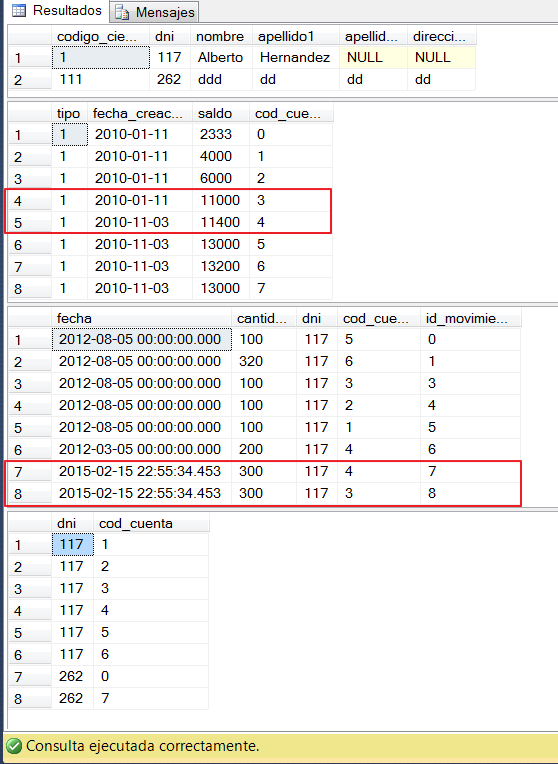 Resultados Mensajes
codigo_cie... dni nombre apellido1 apellid... direcci...
1 1 117 Alberto Hernandez NULL NULL
2 111 262 ddd dd dd dd
tipo fecha_creac... saldo cod_cue...
1 1 2010-01-11 2333 0
2 1 2010-01-11 4000 1
3 1 2010-01-11 6000 2
4 1 2010-01-11 11000 3
5 1 2010-11-03 11400 4
6 1 2010-11-03 13000 5
7 1 2010-11-03 13200 6
8 1 2010-11-03 13000 7
fecha cantid... dni cod_cue... id_movimie...
1 2012-08-05 00:00:00.000 100 117 5 0
2 2012-08-05 00:00:00.000 320 117 6 1
3 2012-08-05 00:00:00.000 100 117 3 3
4 2012-08-05 00:00:00.000 100 117 2 4
5 2012-08-05 00:00:00.000 100 117 1 5
6 2012-03-05 00:00:00.000 200 117 4 6
7 2015-02-15 22:55:34.453 300 117 4 7
8 2015-02-15 22:55:34.453 300 117 3 8
dni cod_cuenta
1 117 1
2 117 2
3 117 3
4 117 4
5 117 5
6 117 6
7 262 0
8 262 7
Consulta ejecutada correctamente.